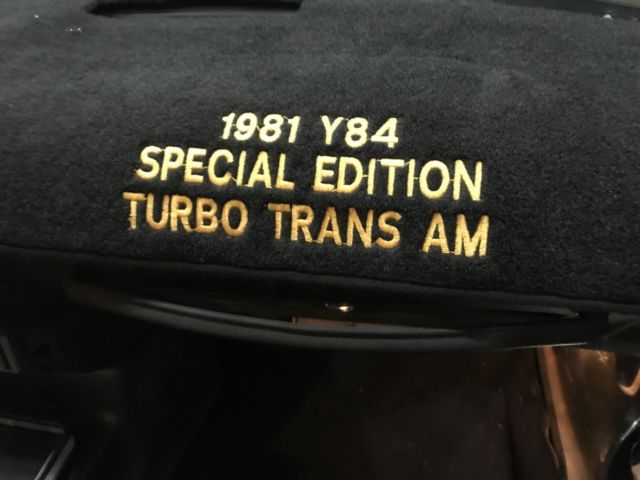 1981 Y84
SPECIAL EDITION
TURBO TRANS AM